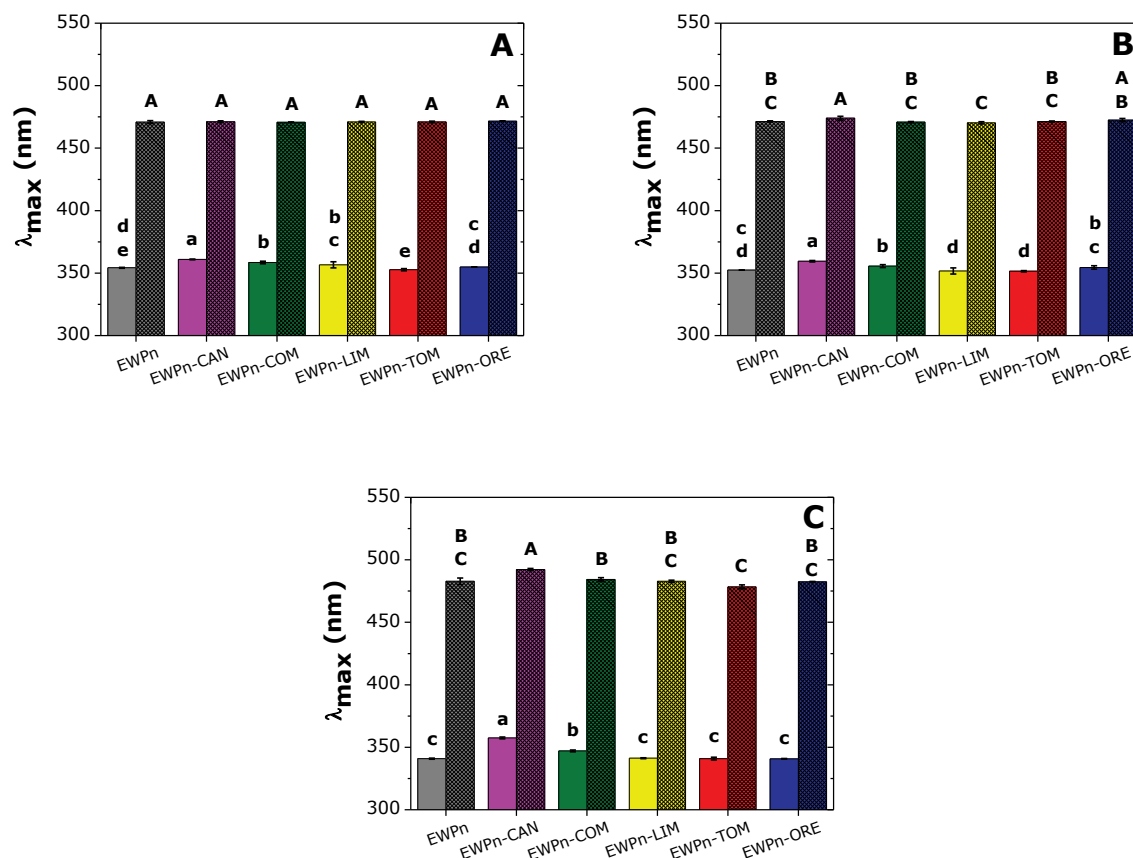 A
λmax (nm)
550
500
450
400
350
300
A A A A A A
d
e
a
b
b
c
e
c
d
EWPn EWPn-CAN EWPn-COM EWPn-LIM EWPn-TOM EWPn-ORE
B
λmax (nm)
550
500
450
400
350
300
B
C
A
B
C
C
B
C
A
B
c
d
a
b
d
d
b
c
EWPn EWPn-CAN EWPn-COM EWPn-LIM EWPn-TOM EWPn-ORE
C
λmax (nm)
550
500
450
400
350
300
B
C
A
B
B
C
C
B
C
c a b c c c
EWPn EWPn-CAN EWPn-COM EWPn-LIM EWPn-TOM EWPn-ORE